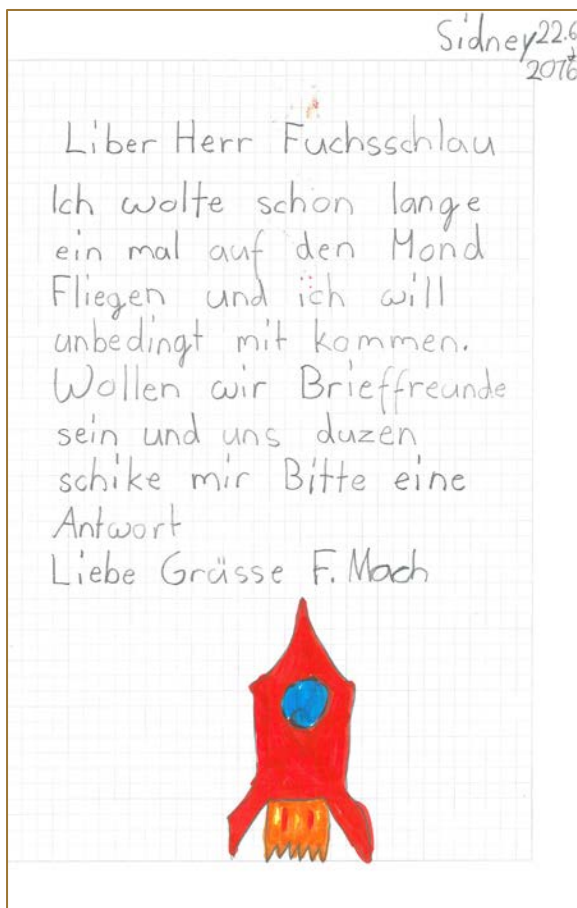 Sidney 22.6
2016
Liber Herr Fuchsschlau
Ich wolte schon lange
ein mal auf den Mond
Fliegen und ich will
unbedingt mit kommen.
Wollen wir Brieffreunde
sein und uns duzen
schike mir Bitte eine
Antwort
Liebe Grüsse F. Moch